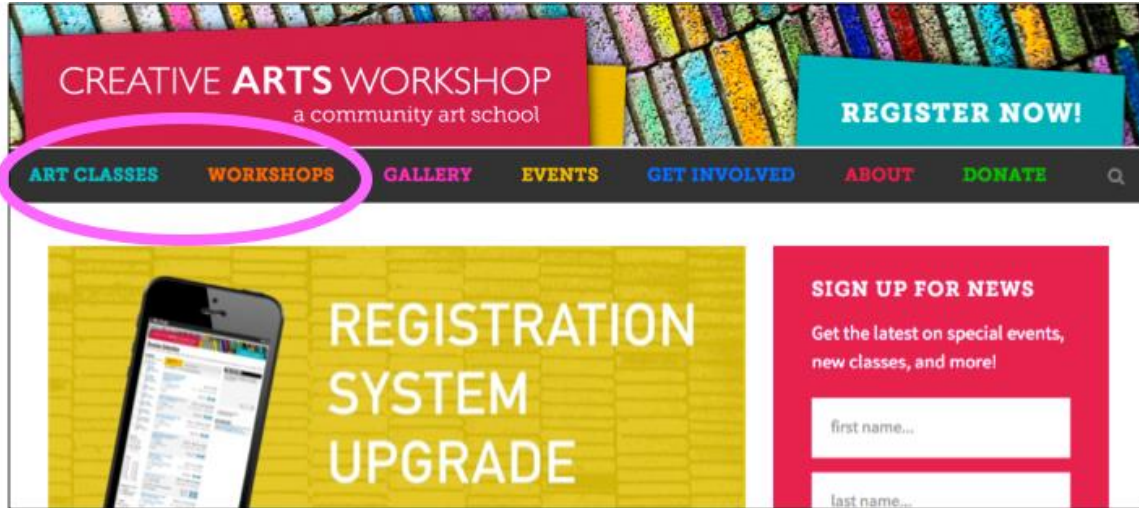 CREATIVE ARTS WORKSHOP
a community art school
REGISTER NOW!
ART CLASSES WORKSHOPS GALLERY EVENTS GET INVOLVED ABOUT DONATE
REGISTRATION
SYSTEM
UPGRADE
SIGN UP FOR NEWS
Get the latest on special events,
new classes, and more!
first name...
last name...